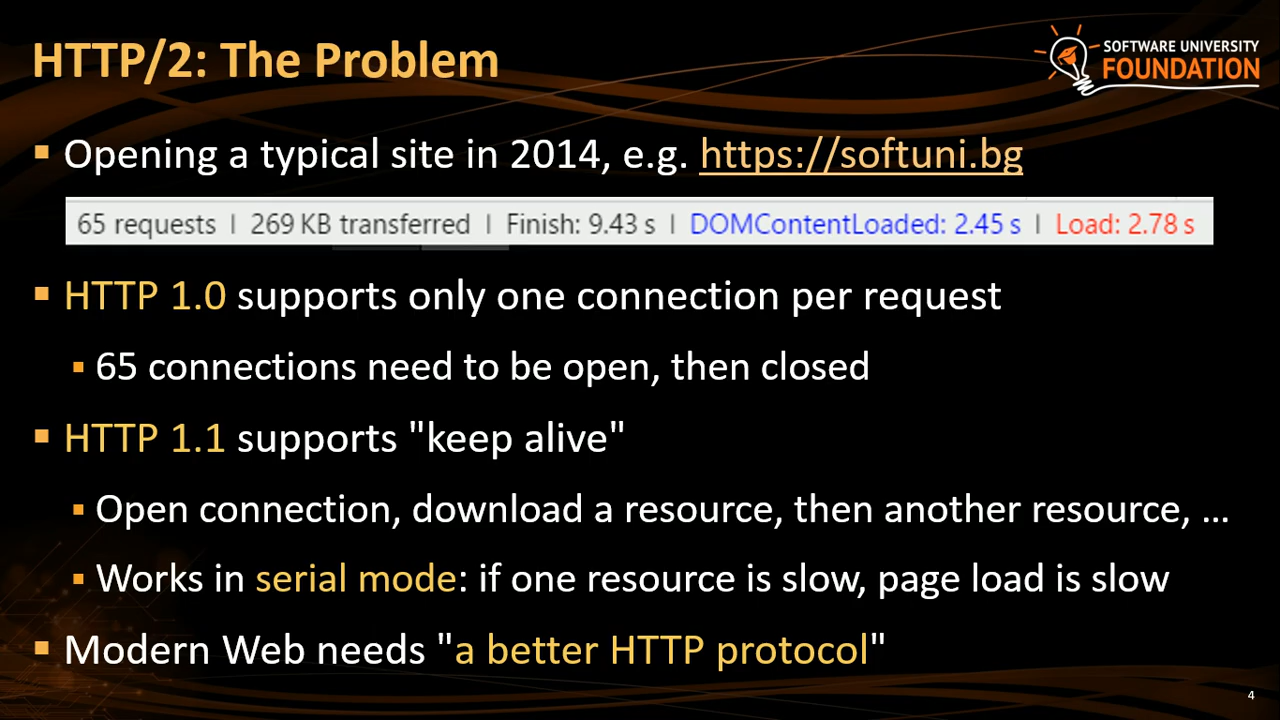 HTTP/2: The Problem
SOFTWARE UNIVERSITY
FOUNDATION
Opening a typical site in 2014, e.g. https://softuni.bg
65 requests | 269 KB transferred | Finish: 9.43 s | DOMContentLoaded: 2.45 s | Load: 2.78 s
HTTP 1.0 supports only one connection per request
65 connections need to be open, then closed
HTTP 1.1 supports "keep alive"
Open connection, download a resource, then another resource, …
Works in serial mode: if one resource is slow, page load is slow
Modern Web needs "a better HTTP protocol"
4